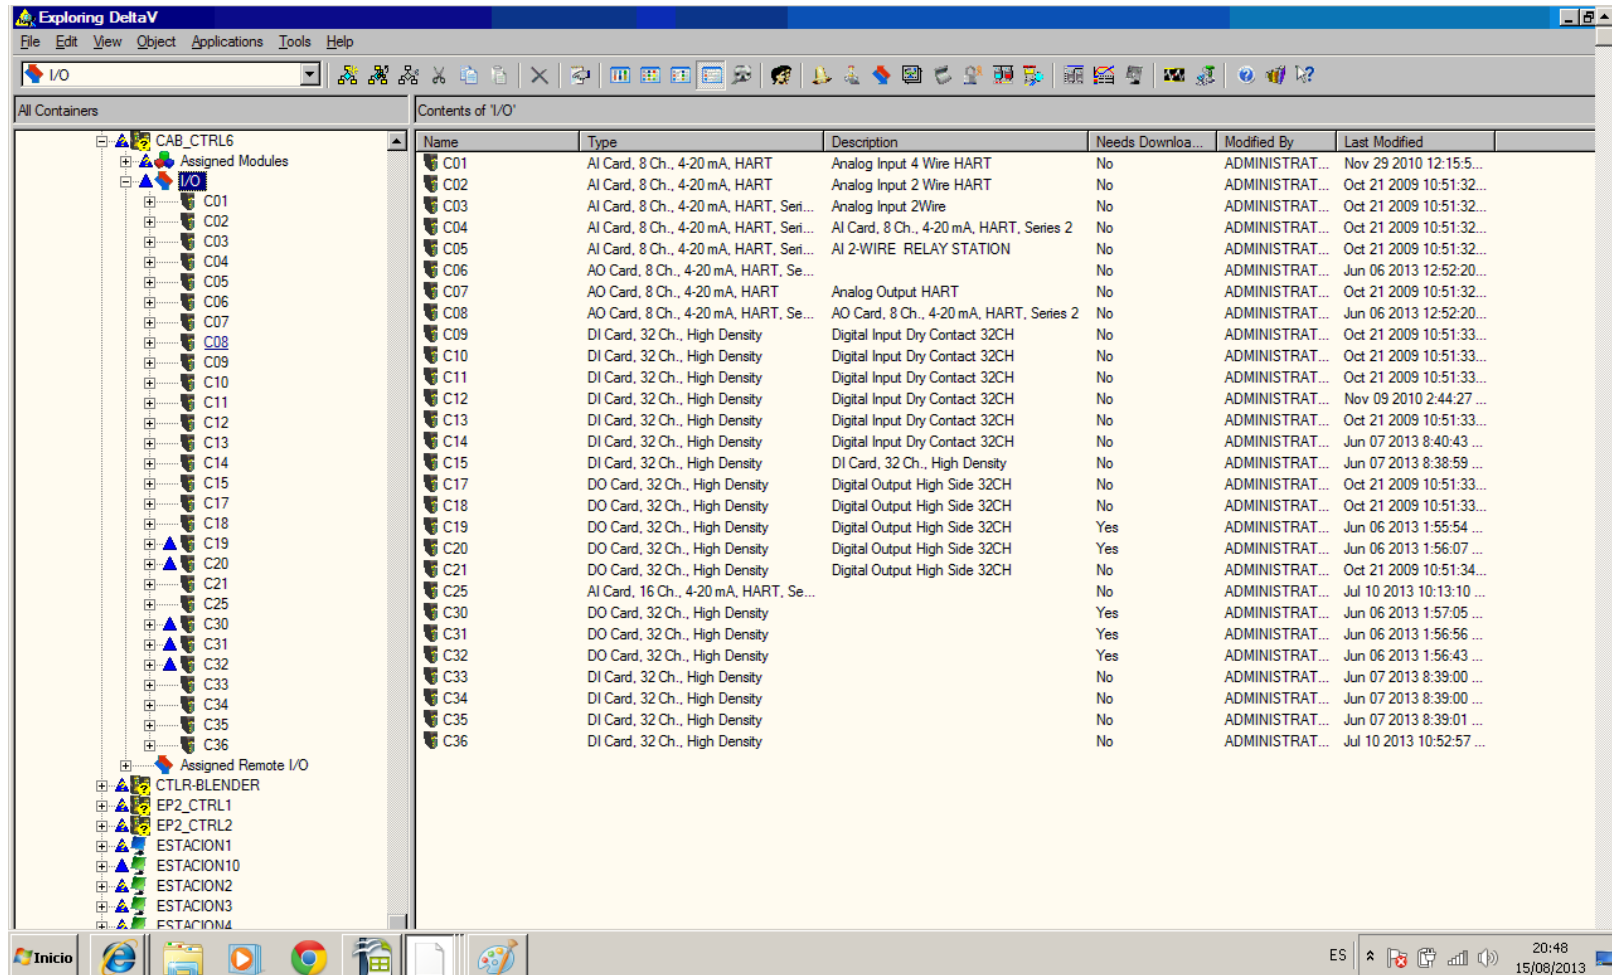 Exploring DeltaV
File Edit View Object Applications Tools Help
I/O
All Containers
Contents of 'I/O'
CAB_CTRL6
Assigned Modules
I/O
C01
C02
C03
C04
C05
C06
C07
C08
C09
C10
C11
C12
C13
C14
C15
C17
C18
C19
C20
C21
C25
C30
C31
C32
C33
C34
C35
C36
Assigned Remote I/O
CTLR-BLENDER
EP2_CTRL1
EP2_CTRL2
ESTACION1
ESTACION10
ESTACION2
ESTACION3
ESTACION4
Name Type Description Needs Downloa... Modified By Last Modified
C01 AI Card, 8 Ch., 4-20 mA, HART Analog Input 4 Wire HART No ADMINISTRAT... Nov 29 2010 12:15:5...
C02 AI Card, 8 Ch., 4-20 mA, HART Analog Input 2 Wire HART No ADMINISTRAT... Oct 21 2009 10:51:32...
C03 AI Card, 8 Ch., 4-20 mA, HART, Seri... Analog Input 2Wire No ADMINISTRAT... Oct 21 2009 10:51:32...
C04 AI Card, 8 Ch., 4-20 mA, HART, Seri... AI Card, 8 Ch., 4-20 mA, HART, Series 2 No ADMINISTRAT... Oct 21 2009 10:51:32...
C05 AI Card, 8 Ch., 4-20 mA, HART, Seri... AI 2-WIRE RELAY STATION No ADMINISTRAT... Oct 21 2009 10:51:32...
C06 AO Card, 8 Ch., 4-20 mA, HART, Se... No ADMINISTRAT... Jun 06 2013 12:52:20...
C07 AO Card, 8 Ch., 4-20 mA, HART Analog Output HART No ADMINISTRAT... Oct 21 2009 10:51:32...
C08 AO Card, 8 Ch., 4-20 mA, HART, Se... AO Card, 8 Ch., 4-20 mA, HART, Series 2 No ADMINISTRAT... Jun 06 2013 12:52:20...
C09 DI Card, 32 Ch., High Density Digital Input Dry Contact 32CH No ADMINISTRAT... Oct 21 2009 10:51:33...
C10 DI Card, 32 Ch., High Density Digital Input Dry Contact 32CH No ADMINISTRAT... Oct 21 2009 10:51:33...
C11 DI Card, 32 Ch., High Density Digital Input Dry Contact 32CH No ADMINISTRAT... Oct 21 2009 10:51:33...
C12 DI Card, 32 Ch., High Density Digital Input Dry Contact 32CH No ADMINISTRAT... Nov 09 2010 2:44:27 ...
C13 DI Card, 32 Ch., High Density Digital Input Dry Contact 32CH No ADMINISTRAT... Oct 21 2009 10:51:33...
C14 DI Card, 32 Ch., High Density Digital Input Dry Contact 32CH No ADMINISTRAT... Jun 07 2013 8:40:43 ...
C15 DI Card, 32 Ch., High Density DI Card, 32 Ch., High Density No ADMINISTRAT... Jun 07 2013 8:38:59 ...
C17 DO Card, 32 Ch., High Density Digital Output High Side 32CH No ADMINISTRAT... Oct 21 2009 10:51:33...
C18 DO Card, 32 Ch., High Density Digital Output High Side 32CH No ADMINISTRAT... Oct 21 2009 10:51:33...
C19 DO Card, 32 Ch., High Density Digital Output High Side 32CH Yes ADMINISTRAT... Jun 06 2013 1:55:54 ...
C20 DO Card, 32 Ch., High Density Digital Output High Side 32CH Yes ADMINISTRAT... Jun 06 2013 1:56:07 ...
C21 DO Card, 32 Ch., High Density Digital Output High Side 32CH No ADMINISTRAT... Oct 21 2009 10:51:34...
C25 AI Card, 16 Ch., 4-20 mA, HART, Se... No ADMINISTRAT... Jul 10 2013 10:13:10 ...
C30 DO Card, 32 Ch., High Density Yes ADMINISTRAT... Jun 06 2013 1:57:05 ...
C31 DO Card, 32 Ch., High Density Yes ADMINISTRAT... Jun 06 2013 1:56:56 ...
C32 DO Card, 32 Ch., High Density Yes ADMINISTRAT... Jun 06 2013 1:56:43 ...
C33 DI Card, 32 Ch., High Density No ADMINISTRAT... Jun 07 2013 8:39:00 ...
C34 DI Card, 32 Ch., High Density No ADMINISTRAT... Jun 07 2013 8:39:00 ...
C35 DI Card, 32 Ch., High Density No ADMINISTRAT... Jun 07 2013 8:39:01 ...
C36 DI Card, 32 Ch., High Density No ADMINISTRAT... Jul 10 2013 10:52:57 ...
Inicio
ES
20:48
15/08/2013